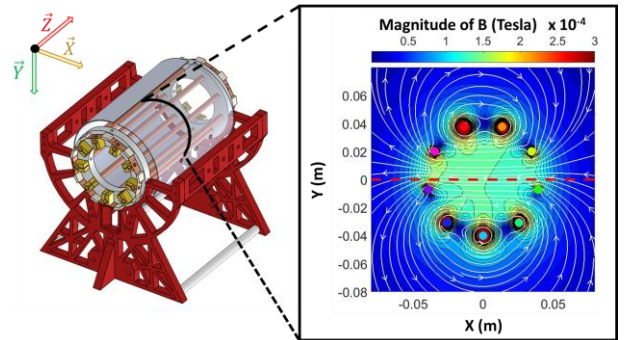 Z
X
Y
Magnitude of B (Tesla) x 10-4
0.5 1 1.5 2 2.5 3
0.06
0.04
0.02
0
-0.02
-0.04
-0.06
-0.08
Y (m)
-0.05 0 0.05
X (m)